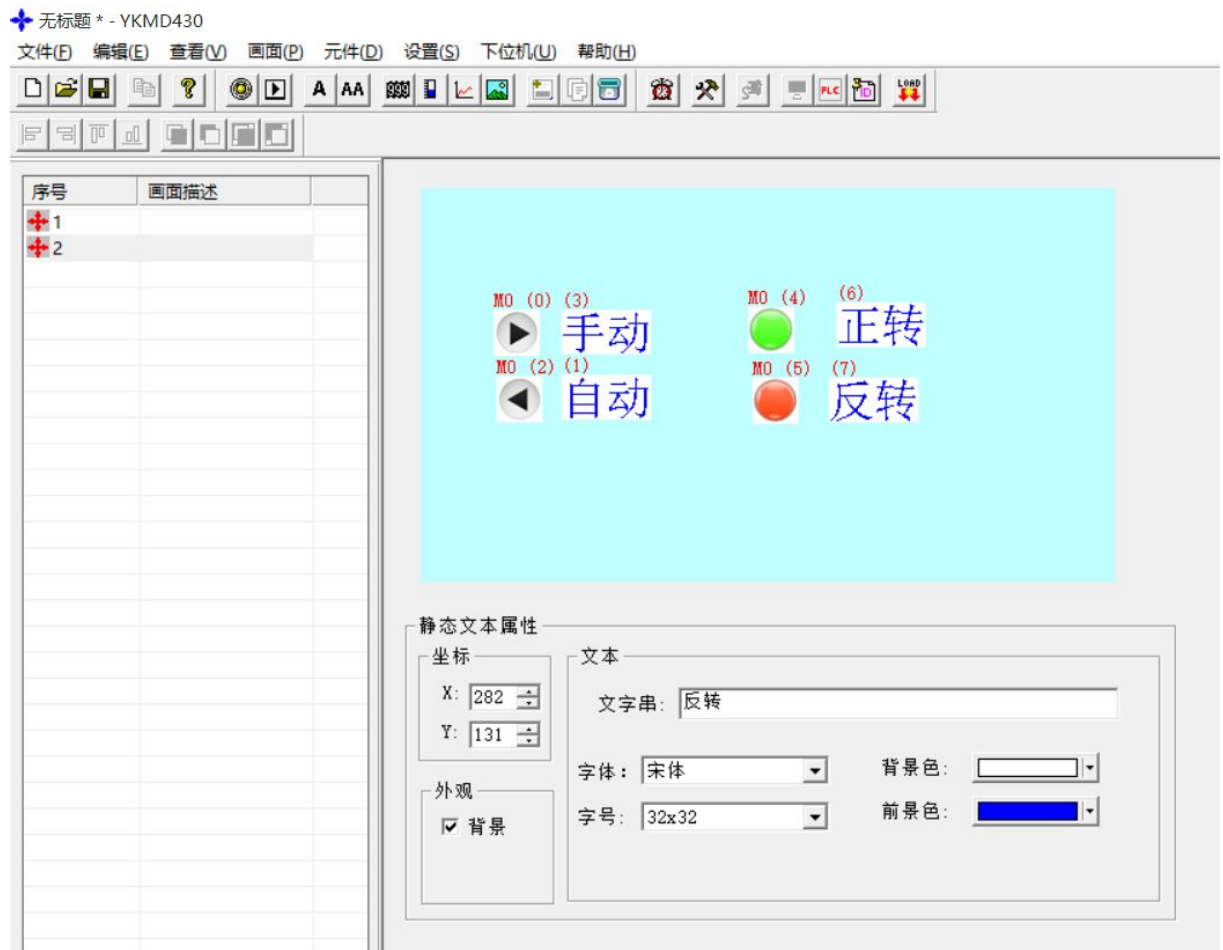 无标题 * - YKMD430
文件(F) 编辑(E) 查看(V) 画面(P) 元件(D) 设置(S) 下位机(U) 帮助(H)
A AA PLC ID LOAD
序号 画面描述
1
2
M0 (0) (3)
手动
M0 (2) (1)
自动
M0 (4) (6)
正转
M0 (5) (7)
反转
静态文本属性
坐标
X: 282
Y: 131
外观
背景
文本
文字串: 反转
字体: 宋体
背景色:
字号: 32x32
前景色: